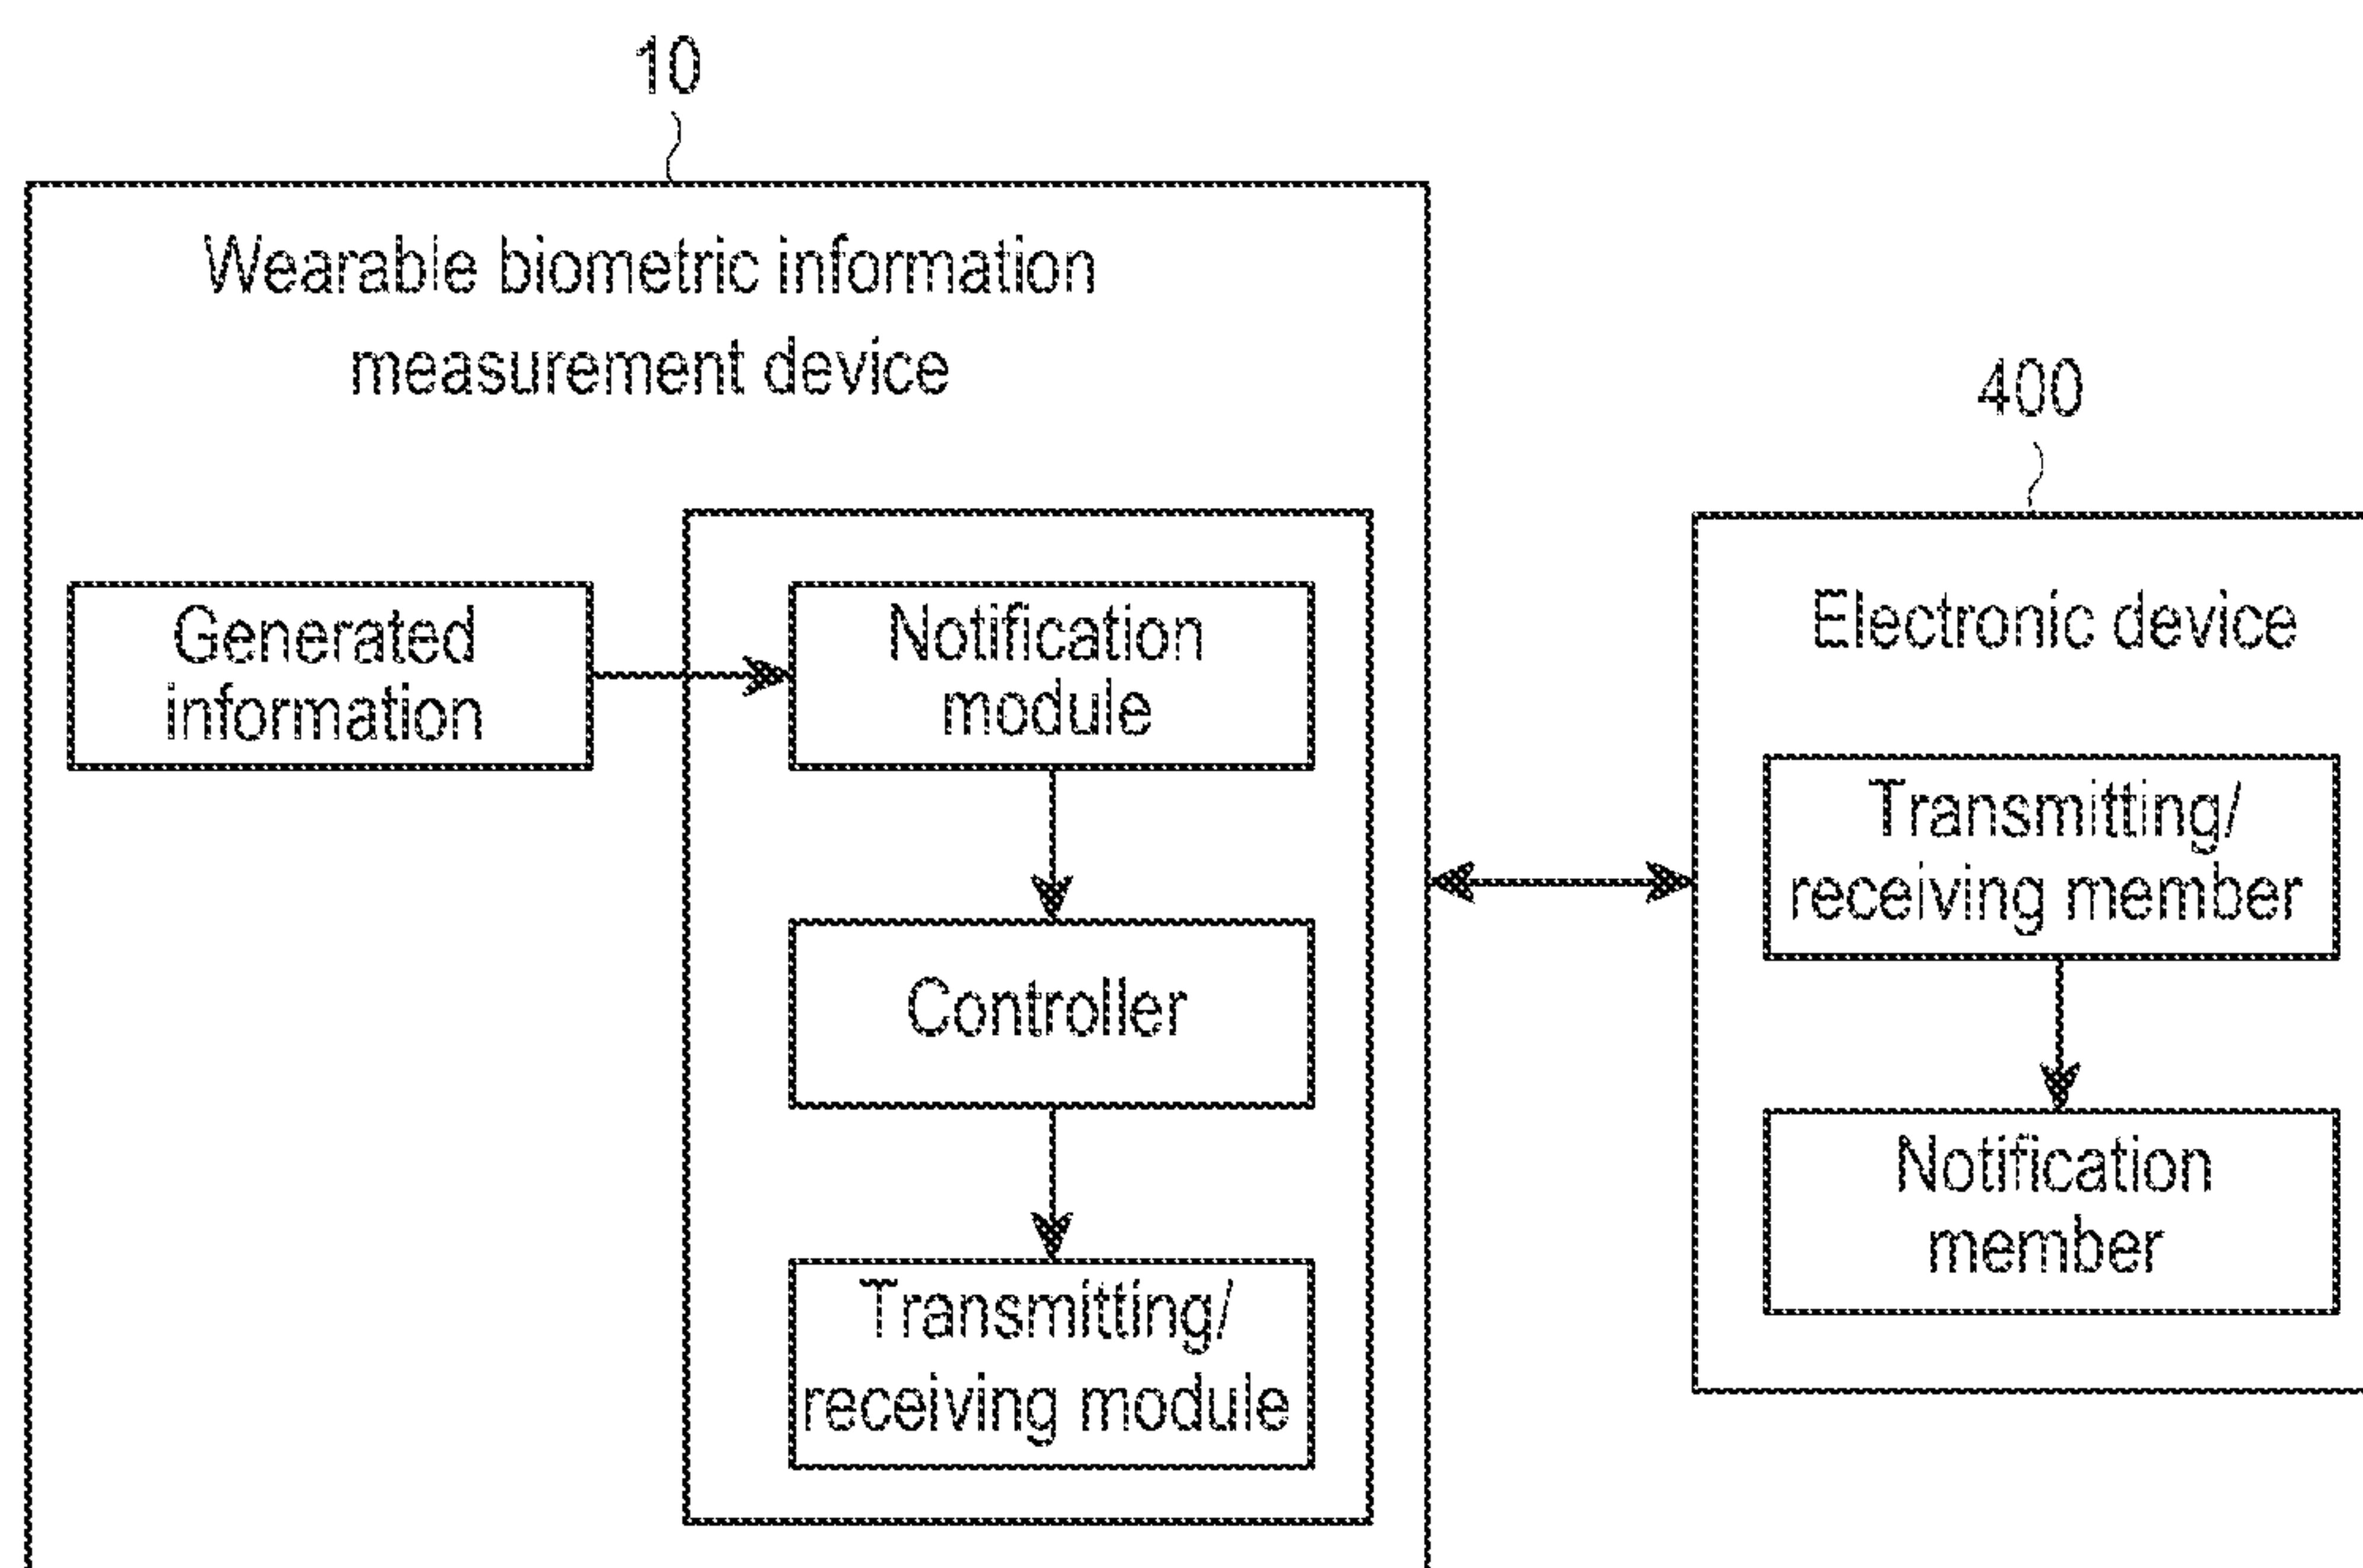 10
Wearable biometric information
measurement device
Generated
information
Notification
module
Controller
Transmitting/
receiving module
400
Electronic device
Transmitting/
receiving member
Notification
member